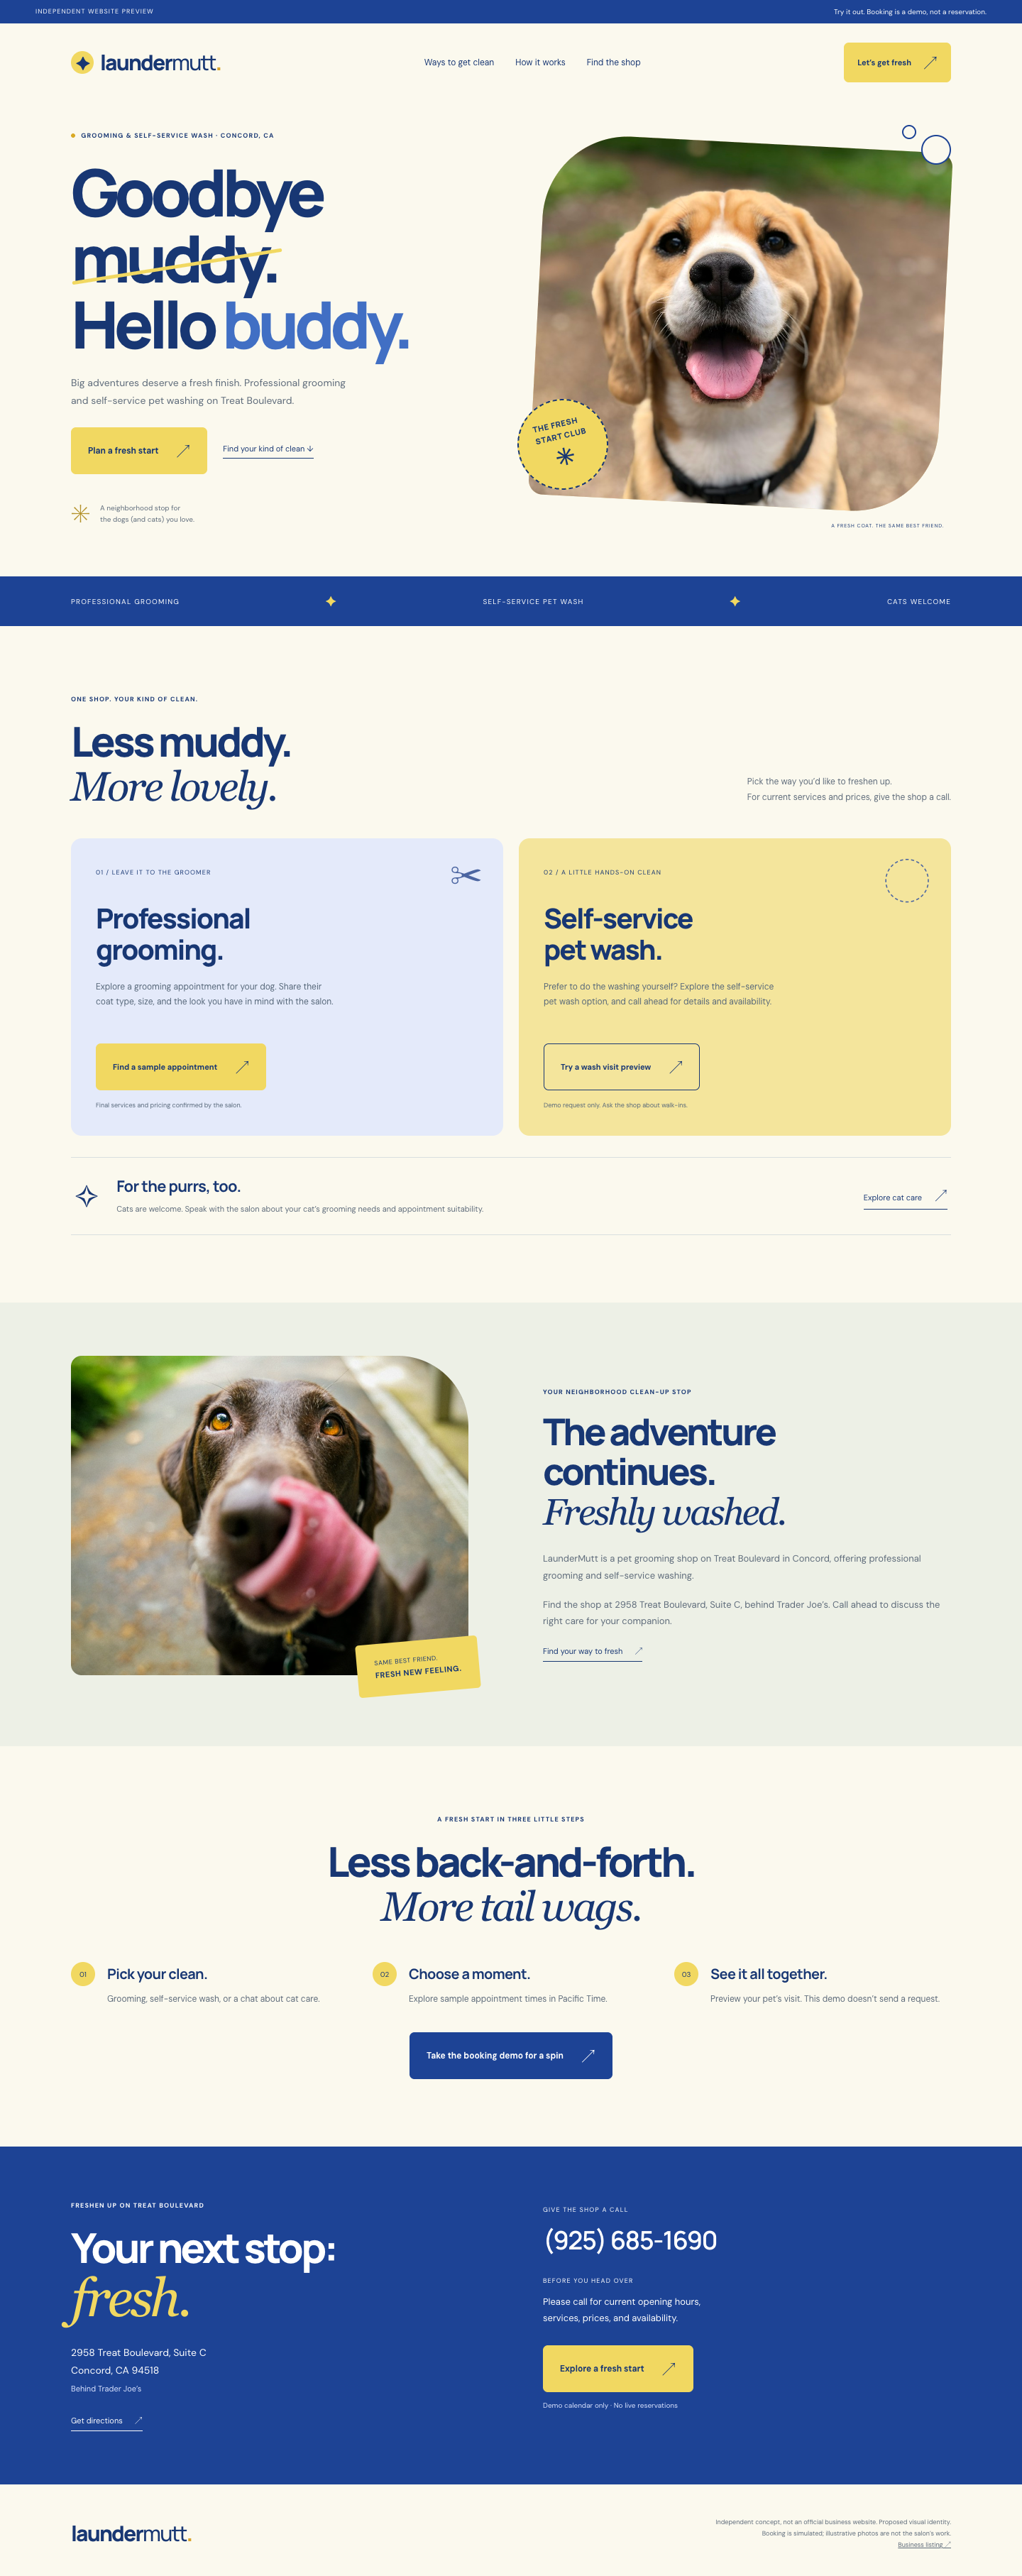 INDEPENDENT WEBSITE PREVIEW
Try it out. Booking is a demo, not a reservation.
laundermutt.
Ways to get clean
How it works
Find the shop
Let's get fresh
GROOMING & SELF-SERVICE WASH · CONCORD, CA
Goodbye
muddy.
Hello buddy.
Big adventures deserve a fresh finish. Professional grooming
and self-service pet washing on Treat Boulevard.
Plan a fresh start
Find your kind of clean ↓
A neighborhood stop for
the dogs (and cats) you love.
THE FRESH
START CLUB
A FRESH COAT. THE SAME BEST FRIEND.
PROFESSIONAL GROOMING
SELF-SERVICE PET WASH
CATS WELCOME
ONE SHOP. YOUR KIND OF CLEAN.
Less muddy.
More lovely.
Pick the way you'd like to freshen up.
For current services and prices, give the shop a call.
01 / LEAVE IT TO THE GROOMER
Professional
grooming.
Explore a grooming appointment for your dog. Share their
coat type, size, and the look you have in mind with the salon.
Find a sample appointment
Final services and pricing confirmed by the salon.
02 / A LITTLE HANDS-ON CLEAN
Self-service
pet wash.
Prefer to do the washing yourself? Explore the self-service
pet wash option, and call ahead for details and availability.
Try a wash visit preview
Demo request only. Ask the shop about walk-ins.
For the purrs, too.
Cats are welcome. Speak with the salon about your cat's grooming needs and appointment suitability.
Explore cat care
SAME BEST FRIEND.
FRESH NEW FEELING.
YOUR NEIGHBORHOOD CLEAN-UP STOP
The adventure
continues.
Freshly washed.
LaunderMutt is a pet grooming shop on Treat Boulevard in Concord, offering professional
grooming and self-service washing.
Find the shop at 2958 Treat Boulevard, Suite C, behind Trader Joe's. Call ahead to discuss the
right care for your companion.
Find your way to fresh
A FRESH START IN THREE LITTLE STEPS
Less back-and-forth.
More tail wags.
01
Pick your clean.
Grooming, self-service wash, or a chat about cat care.
02
Choose a moment.
Explore sample appointment times in Pacific Time.
03
See it all together.
Preview your pet's visit. This demo doesn't send a request.
Take the booking demo for a spin
FRESHEN UP ON TREAT BOULEVARD
Your next stop:
fresh.
2958 Treat Boulevard, Suite C
Concord, CA 94518
Behind Trader Joe's
Get directions
GIVE THE SHOP A CALL
(925) 685-1690
BEFORE YOU HEAD OVER
Please call for current opening hours,
services, prices, and availability.
Explore a fresh start
Demo calendar only · No live reservations
laundermutt.
Independent concept, not an official business website. Proposed visual identity.
Booking is simulated; illustrative photos are not the salon's work.
Business listing ↗